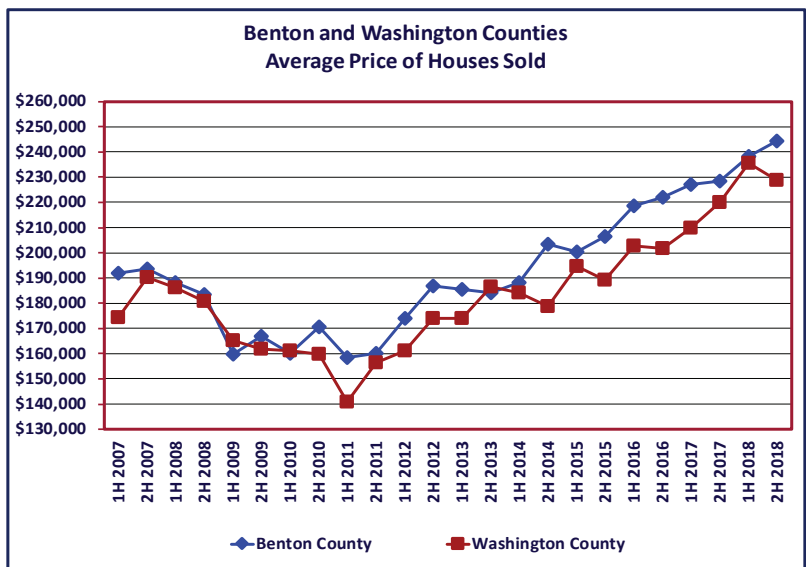 Benton and Washington Counties
Average Price of Houses Sold
$260,000
$250,000
$240,000
$230,000
$220,000
$210,000
$200,000
$190,000
$180,000
$170,000
$160,000
$150,000
$140,000
$130,000
1H 2007
2H 2007
1H 2008
2H 2008
1H 2009
2H 2009
1H 2010
2H 2010
1H 2011
2H 2011
1H 2012
2H 2012
1H 2013
2H 2013
1H 2014
2H 2014
1H 2015
2H 2015
1H 2016
2H 2016
1H 2017
2H 2017
1H 2018
2H 2018
Benton County Washington County